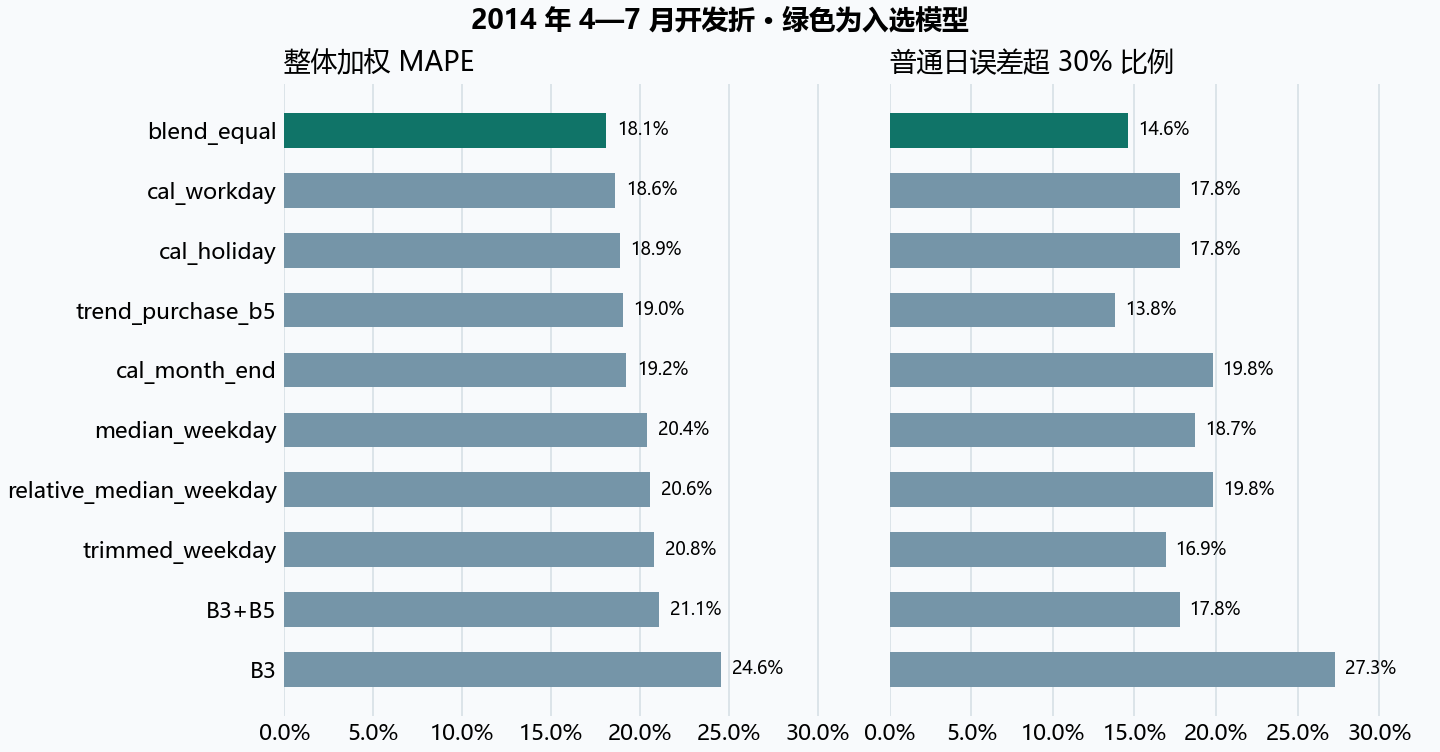 2014 年 4—7 月开发折 · 绿色为入选模型
整体加权 MAPE
普通日误差超 30% 比例
blend_equal 18.1% 14.6%
cal_workday 18.6% 17.8%
cal_holiday 18.9% 17.8%
trend_purchase_b5 19.0% 13.8%
cal_month_end 19.2% 19.8%
median_weekday 20.4% 18.7%
relative_median_weekday 20.6% 19.8%
trimmed_weekday 20.8% 16.9%
B3+B5 21.1% 17.8%
B3 24.6% 27.3%
0.0% 5.0% 10.0% 15.0% 20.0% 25.0% 30.0% 0.0% 5.0% 10.0% 15.0% 20.0% 25.0% 30.0%